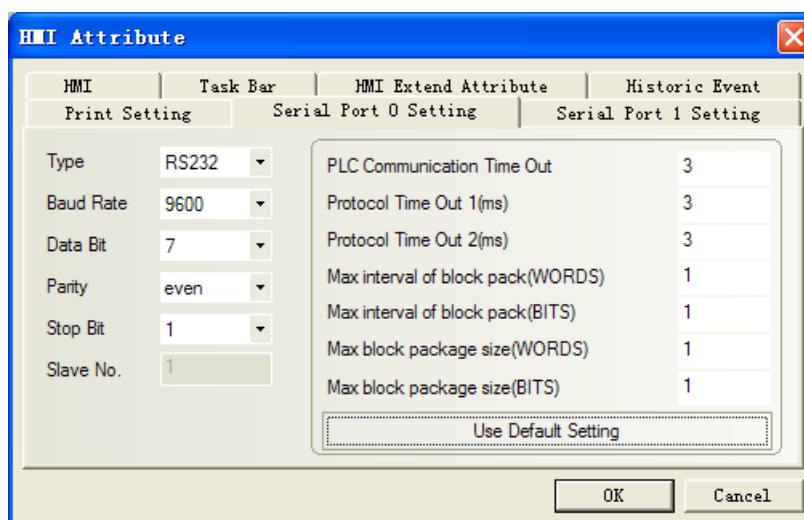 HMI Attribute
HMI Task Bar HMI Extend Attribute Historic Event
Print Setting Serial Port 0 Setting Serial Port 1 Setting
Type RS232
Baud Rate 9600
Data Bit 7
Parity even
Stop Bit 1
Slave No. 1
PLC Communication Time Out 3
Protocol Time Out 1(ms) 3
Protocol Time Out 2(ms) 3
Max interval of block pack(WORDS) 1
Max interval of block pack(BITS) 1
Max block package size(WORDS) 1
Max block package size(BITS) 1
Use Default Setting
OK Cancel